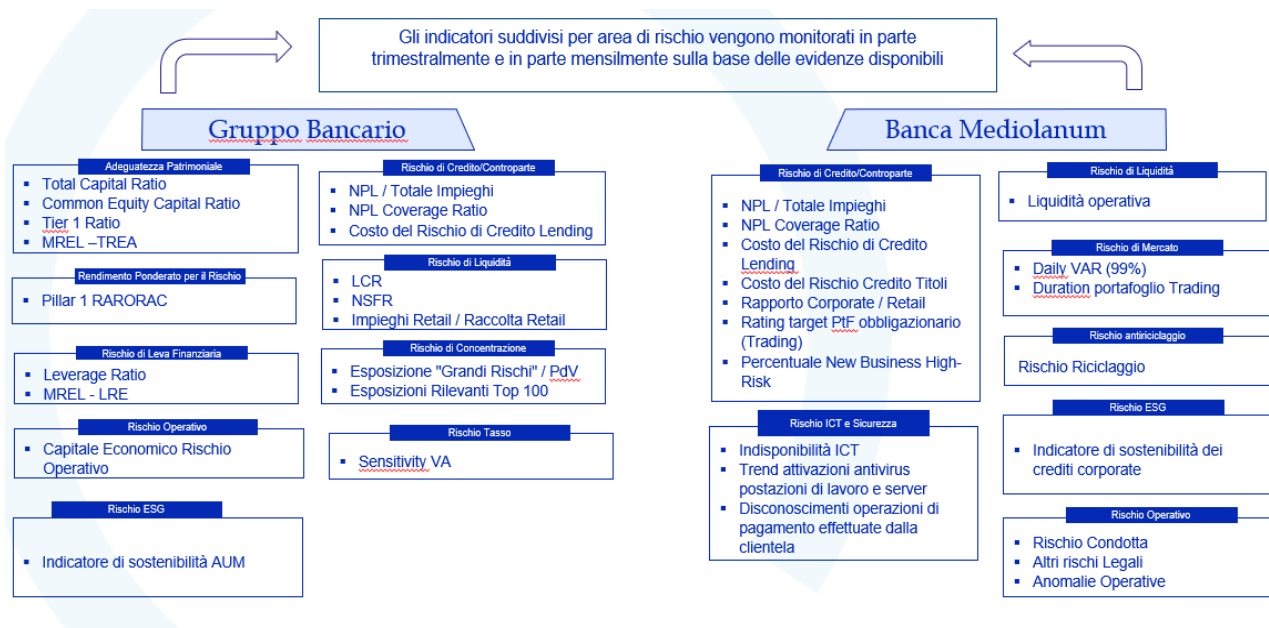 Gli indicatori suddivisi per area di rischio vengono monitorati in parte
trimestralmente e in parte mensilmente sulla base delle evidenze disponibili
Gruppo Bancario
Adeguatezza Patrimoniale
▪ Total Capital Ratio
▪ Common Equity Capital Ratio
▪ Tier 1 Ratio
▪ MREL –TREA
Rendimento Ponderato per il Rischio
▪ Pillar 1 RARORAC
Rischio di Leva Finanziaria
▪ Leverage Ratio
▪ MREL - LRE
Rischio Operativo
▪ Capitale Economico Rischio
Operativo
Rischio ESG
▪ Indicatore di sostenibilità AUM
Rischio di Credito/Controparte
▪ NPL / Totale Impieghi
▪ NPL Coverage Ratio
▪ Costo del Rischio di Credito Lending
Rischio di Liquidità
▪ LCR
▪ NSFR
▪ Impieghi Retail / Raccolta Retail
Rischio di Concentrazione
▪ Esposizione "Grandi Rischi" / PdV
▪ Esposizioni Rilevanti Top 100
Rischio Tasso
▪ Sensitivity VA
Banca Mediolanum
Rischio di Credito/Controparte
▪ NPL / Totale Impieghi
▪ NPL Coverage Ratio
▪ Costo del Rischio di Credito
Lending
▪ Costo del Rischio Credito Titoli
▪ Rapporto Corporate / Retail
▪ Rating target PtF obbligazionario
(Trading)
▪ Percentuale New Business High-
Risk
Rischio ICT e Sicurezza
▪ Indisponibilità ICT
▪ Trend attivazioni antivirus
postazioni di lavoro e server
▪ Disconoscimenti operazioni di
pagamento effettuate dalla
clientela
Rischio di Liquidità
▪ Liquidità operativa
Rischio di Mercato
▪ Daily VAR (99%)
▪ Duration portafoglio Trading
Rischio antiriciclaggio
Rischio Riciclaggio
Rischio ESG
▪ Indicatore di sostenibilità dei
crediti corporate
Rischio Operativo
▪ Rischio Condotta
▪ Altri rischi Legali
▪ Anomalie Operative